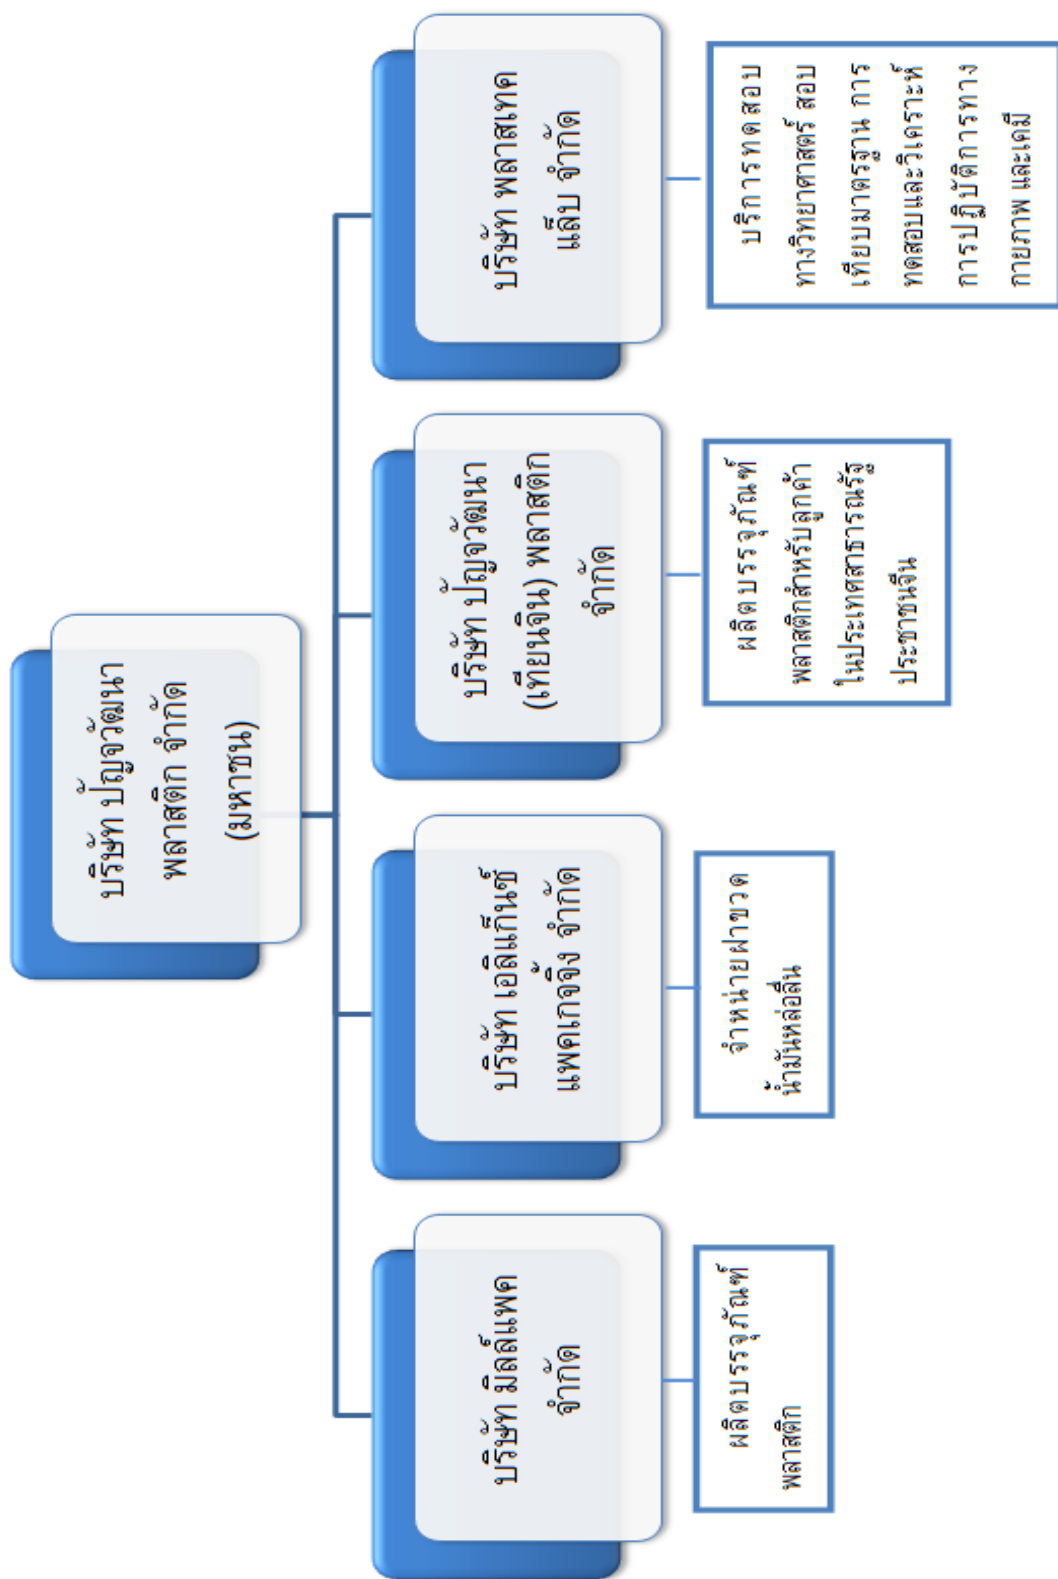 บริษัท ปัญจวัฒนา
พลาสติก จำกัด
(มหาชน)
บริษัท มิลล์แพค
จำกัด
ผลิตบรรจุภัณฑ์
พลาสติก
บริษัท เอลิแก็นซ์
แพคเกจจิ้ง จำกัด
จำหน่ายฝาขวด
น้ำมันหล่อลื่น
บริษัท ปัญจวัฒนา
(เทียนจิน) พลาสติก
จำกัด
ผลิตบรรจุภัณฑ์
พลาสติกสำหรับลูกค้า
ในประเทศสาธารณรัฐ
ประชาชนจีน
บริษัท พลาสเทค
แล็บ จำกัด
บริการทดสอบ
ทางวิทยาศาสตร์ สอบ
เทียบมาตรฐาน การ
ทดสอบและวิเคราะห์
การปฏิบัติการทาง
กายภาพ และเคมี